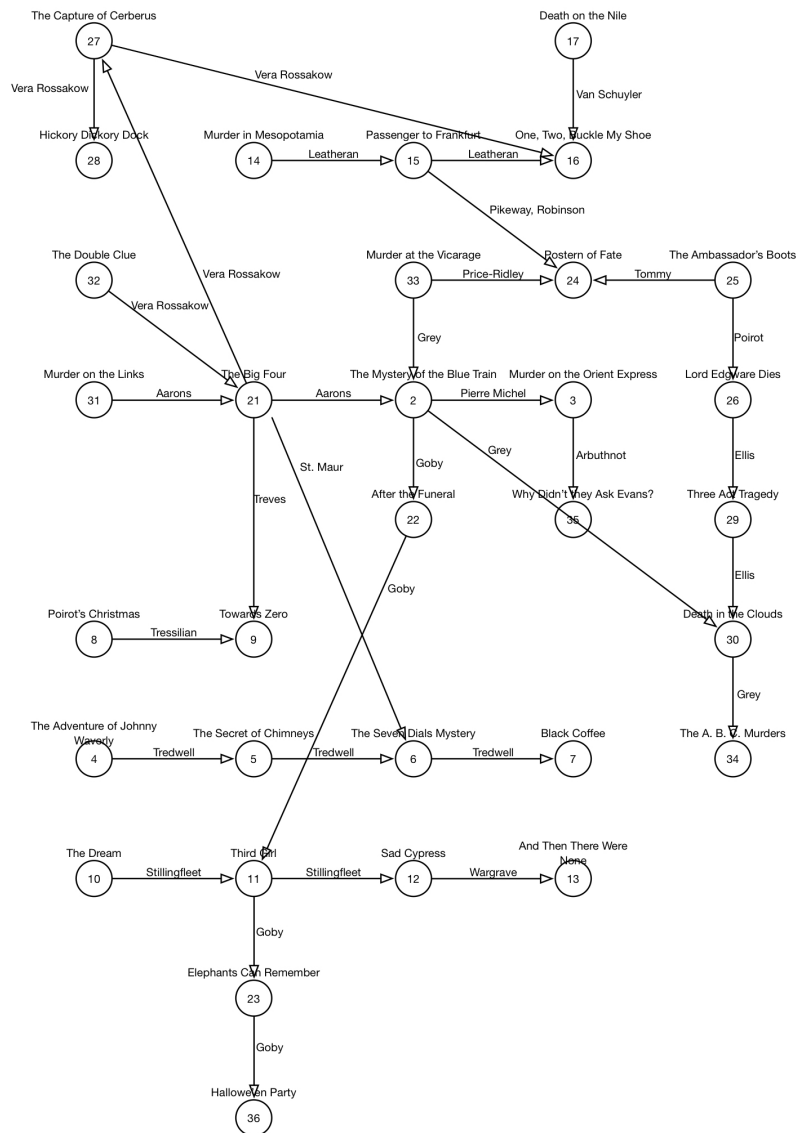 The Capture of Cerberus
Death on the Nile
27
17
Vera Rossakow
Vera Rossakow
Van Schuyler
Hickory Dickory Dock
Murder in Mesopotamia
Passenger to Frankfurt
One, Two, Buckle My Shoe
28
14
Leatheran
15
Leatheran
16
Pikeway, Robinson
The Double Clue
Murder at the Vicarage
Postern of Fate
The Ambassador's Boots
32
Vera Rossakow
33
Price-Ridley
24
Tommy
25
Vera Rossakow
Grey
Poirot
Murder on the Links
The Big Four
The Mystery of the Blue Train
Murder on the Orient Express
Lord Edgware Dies
31
Aarons
21
Aarons
2
Pierre Michel
3
26
St. Maur
Goby
Grey
Arbuthnot
Ellis
Treves
After the Funeral
Why Didn't they Ask Evans?
Three Act Tragedy
22
35
29
Goby
Ellis
Poirot's Christmas
Towards Zero
Death in the Clouds
8
Tressilian
9
30
Grey
The Adventure of Johnny
Waverly
The Secret of Chimneys
The Seven Dials Mystery
Black Coffee
The A. B. C. Murders
4
Tredwell
5
Tredwell
6
Tredwell
7
34
The Dream
Third Girl
Sad Cypress
And Then There Were
None
10
Stillingfleet
11
Stillingfleet
12
Wargrave
13
Goby
Elephants Can Remember
23
Goby
Hallowe'en Party
36